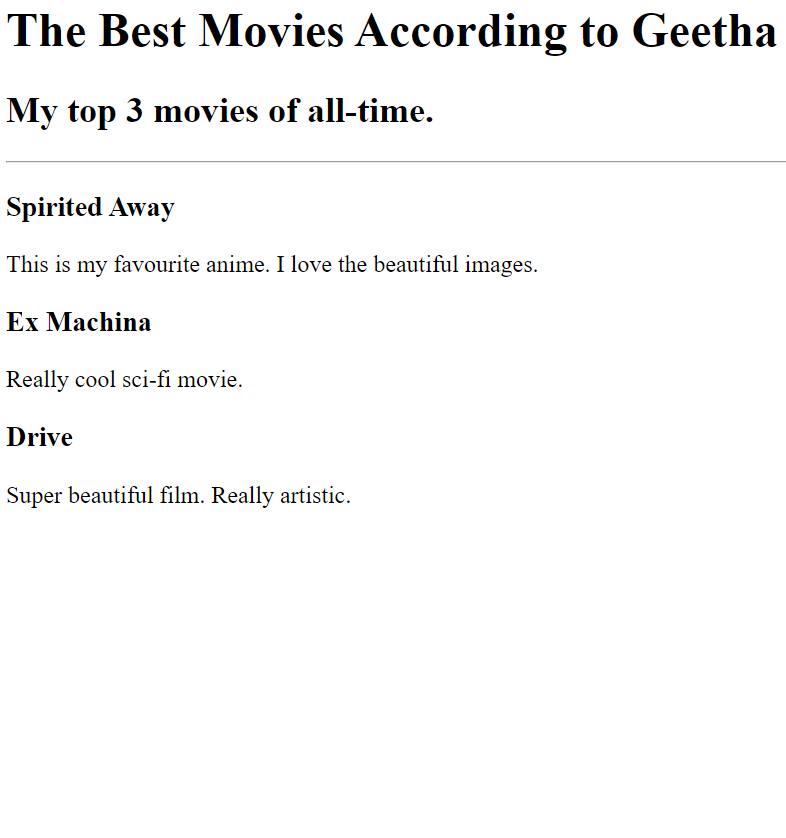 The Best Movies According to Geetha
My top 3 movies of all-time.
Spirited Away
This is my favourite anime. I love the beautiful images.
Ex Machina
Really cool sci-fi movie.
Drive
Super beautiful film. Really artistic.